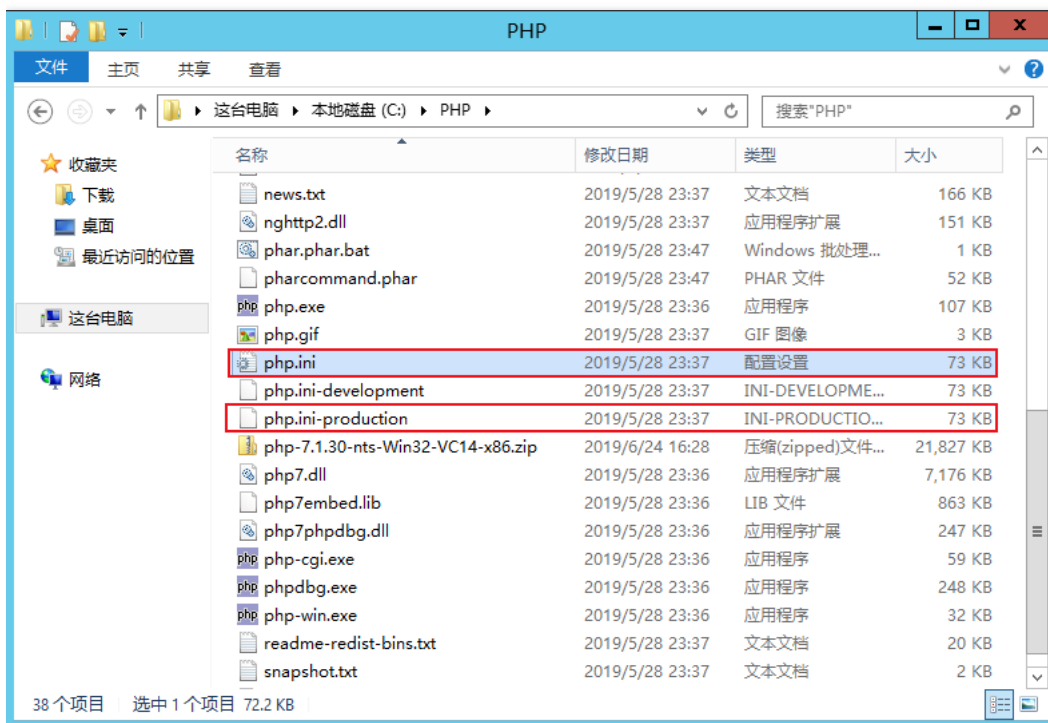 PHP
文件 主页 共享 查看
这台电脑 本地磁盘 (C:) PHP 搜索"PHP"
名称 修改日期 类型 大小
收藏夹
下载
桌面
最近访问的位置
这台电脑
网络
news.txt 2019/5/28 23:37 文本文档 166 KB
nghttp2.dll 2019/5/28 23:37 应用程序扩展 151 KB
phar.phar.bat 2019/5/28 23:47 Windows 批处理... 1 KB
pharcommand.phar 2019/5/28 23:47 PHAR 文件 52 KB
php php.exe 2019/5/28 23:36 应用程序 107 KB
php.gif 2019/5/28 23:37 GIF 图像 3 KB
php.ini 2019/5/28 23:37 配置设置 73 KB
php.ini-development 2019/5/28 23:37 INI-DEVELOPME... 73 KB
php.ini-production 2019/5/28 23:37 INI-PRODUCTIO... 73 KB
php-7.1.30-nts-Win32-VC14-x86.zip 2019/6/24 16:28 压缩(zipped)文件... 21,827 KB
php7.dll 2019/5/28 23:36 应用程序扩展 7,176 KB
php7embed.lib 2019/5/28 23:36 LIB 文件 863 KB
php7phpdbg.dll 2019/5/28 23:36 应用程序扩展 247 KB
php php-cgi.exe 2019/5/28 23:36 应用程序 59 KB
php phpdbg.exe 2019/5/28 23:36 应用程序 248 KB
php php-win.exe 2019/5/28 23:36 应用程序 32 KB
readme-redist-bins.txt 2019/5/28 23:37 文本文档 20 KB
snapshot.txt 2019/5/28 23:37 文本文档 2 KB
38 个项目 选中 1 个项目 72.2 KB